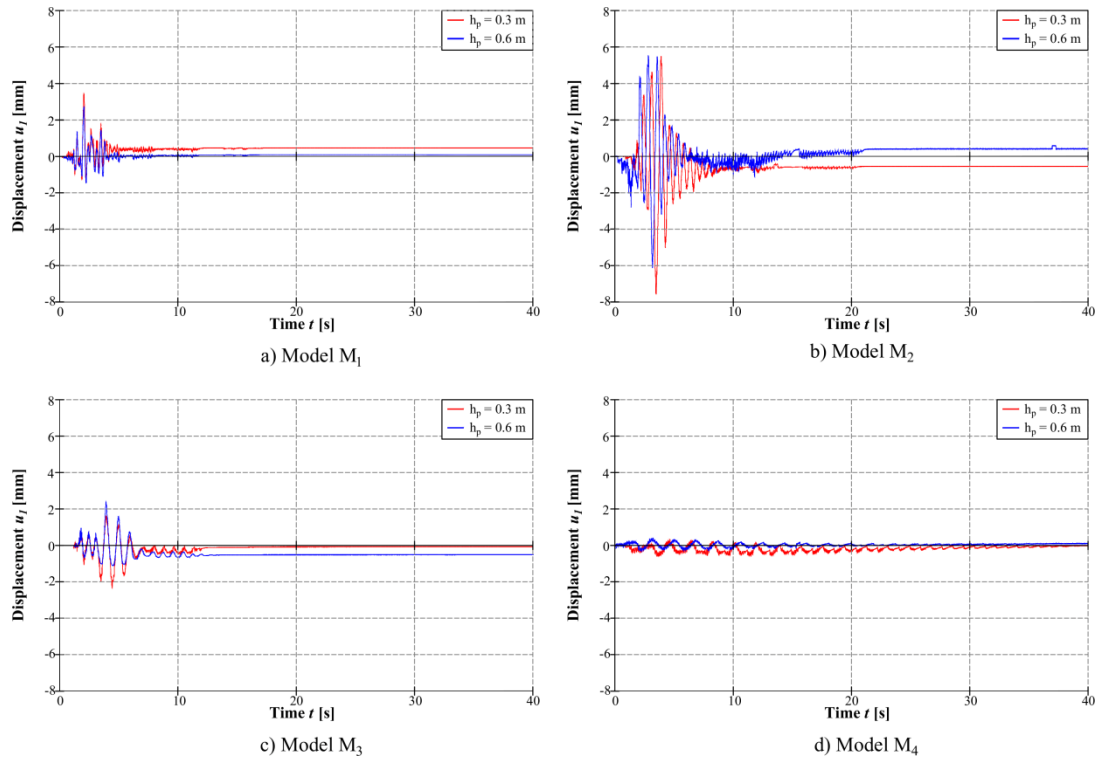 8
6
4
2
0
-2
-4
-6
-8
Displacement u1 [mm]
hp = 0.3 m
hp = 0.6 m
0
10
20
30
40
Time t [s]
a) Model M1
8
6
4
2
0
-2
-4
-6
-8
Displacement u1 [mm]
hp = 0.3 m
hp = 0.6 m
0
10
20
30
40
Time t [s]
b) Model M2
8
6
4
2
0
-2
-4
-6
-8
Displacement u1 [mm]
hp = 0.3 m
hp = 0.6 m
0
10
20
30
40
Time t [s]
c) Model M3
8
6
4
2
0
-2
-4
-6
-8
Displacement u1 [mm]
hp = 0.3 m
hp = 0.6 m
0
10
20
30
40
Time t [s]
d) Model M4